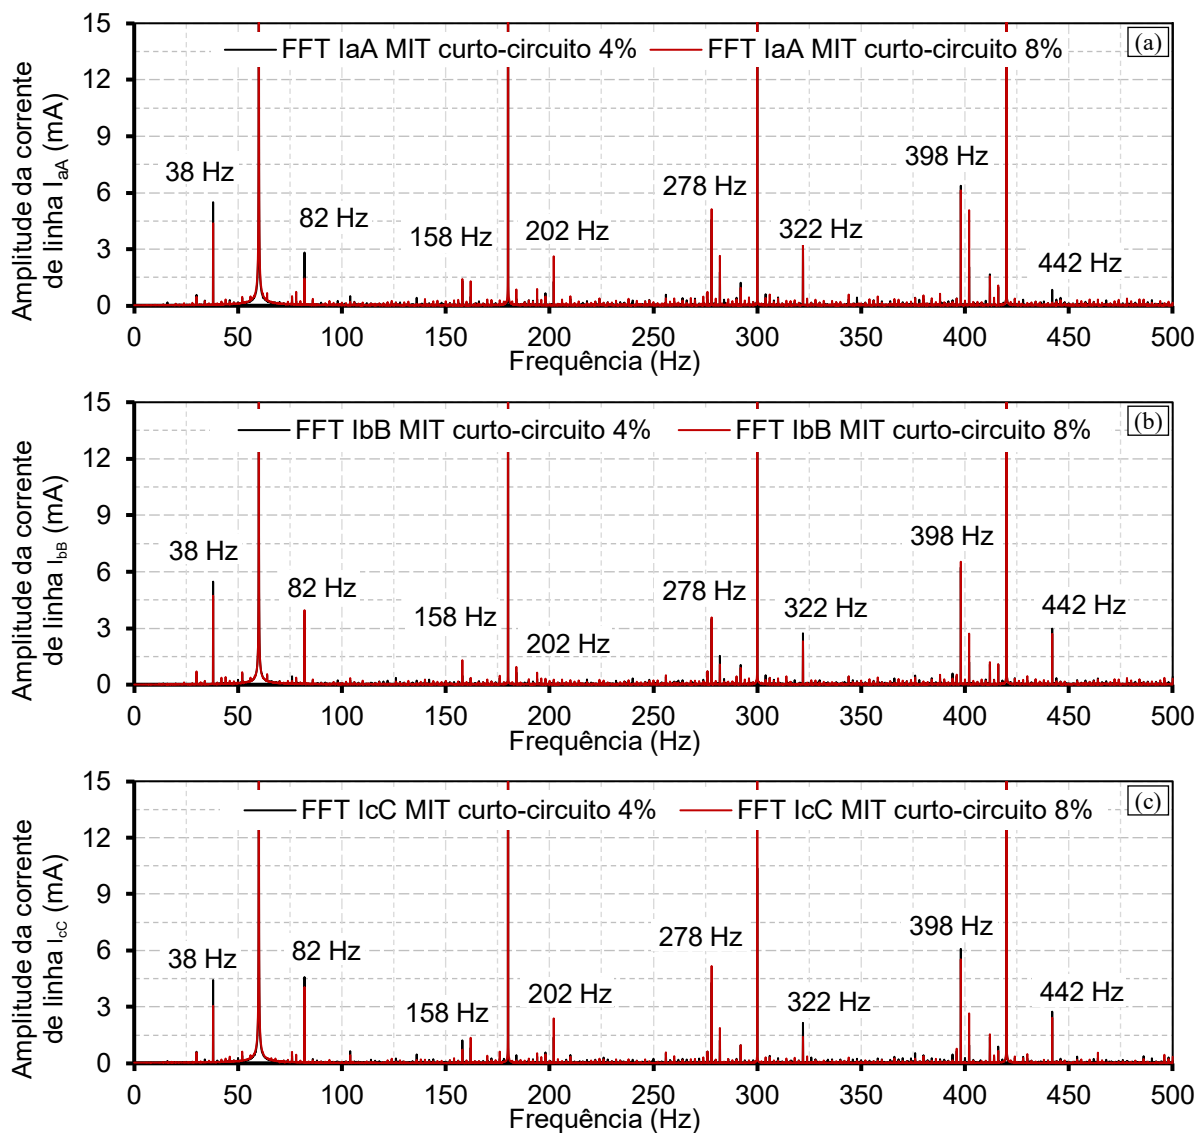 15
12
9
6
3
0
Amplitude da corrente
de linha IaA (mA)
FFT IaA MIT curto-circuito 4%
FFT IaA MIT curto-circuito 8%
(a)
38 Hz
82 Hz
158 Hz
202 Hz
278 Hz
322 Hz
398 Hz
442 Hz
0 50 100 150 200 250 300 350 400 450 500
Frequência (Hz)
15
12
9
6
3
0
Amplitude da corrente
de linha IbB (mA)
FFT IbB MIT curto-circuito 4%
FFT IbB MIT curto-circuito 8%
(b)
38 Hz
82 Hz
158 Hz
202 Hz
278 Hz
322 Hz
398 Hz
442 Hz
0 50 100 150 200 250 300 350 400 450 500
Frequência (Hz)
15
12
9
6
3
0
Amplitude da corrente
de linha IcC (mA)
FFT IcC MIT curto-circuito 4%
FFT IcC MIT curto-circuito 8%
(c)
38 Hz
82 Hz
158 Hz
202 Hz
278 Hz
322 Hz
398 Hz
442 Hz
0 50 100 150 200 250 300 350 400 450 500
Frequência (Hz)